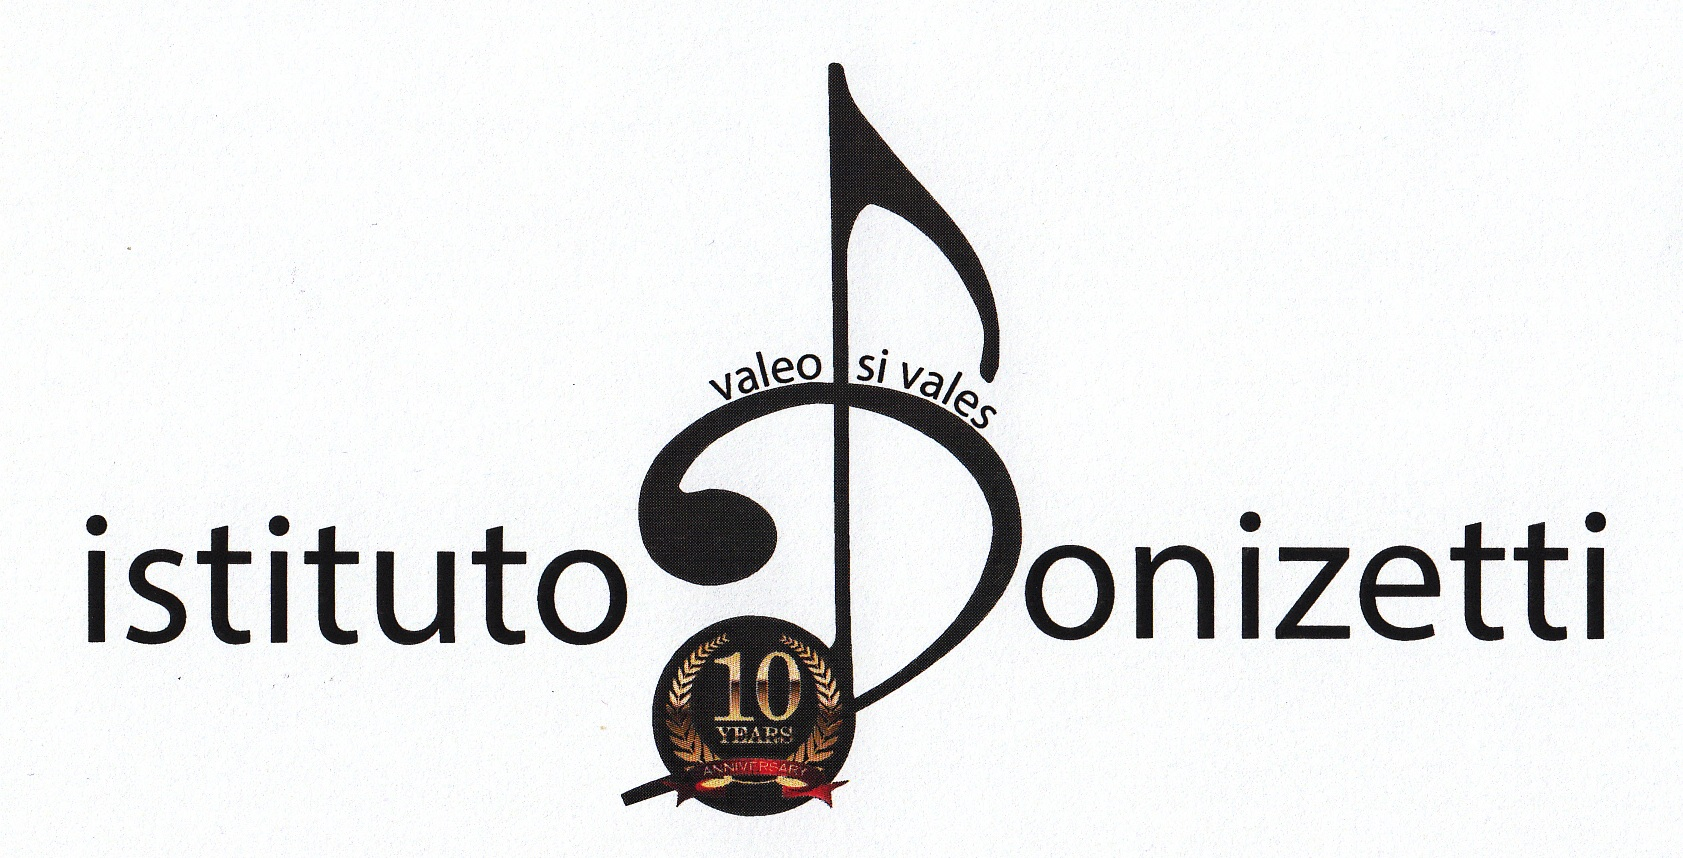 valeo si vales
istituto Donizetti
10
YEARS
ANNIVERSARY